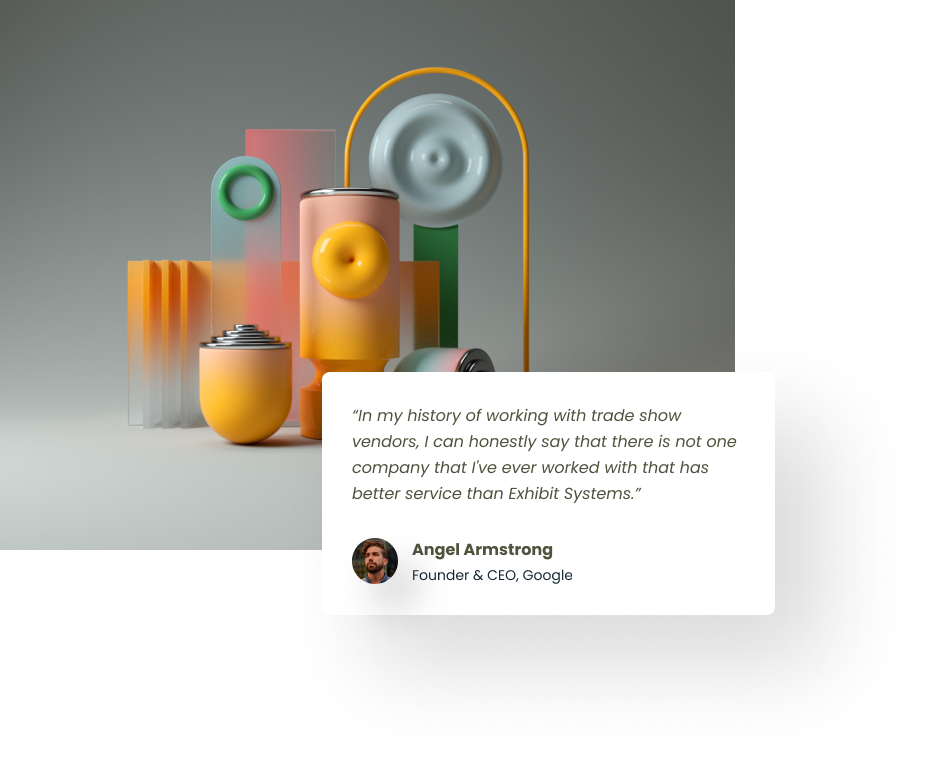 “In my history of working with trade show
vendors, I can honestly say that there is not one
company that I've ever worked with that has
better service than Exhibit Systems.”
Angel Armstrong
Founder & CEO, Google